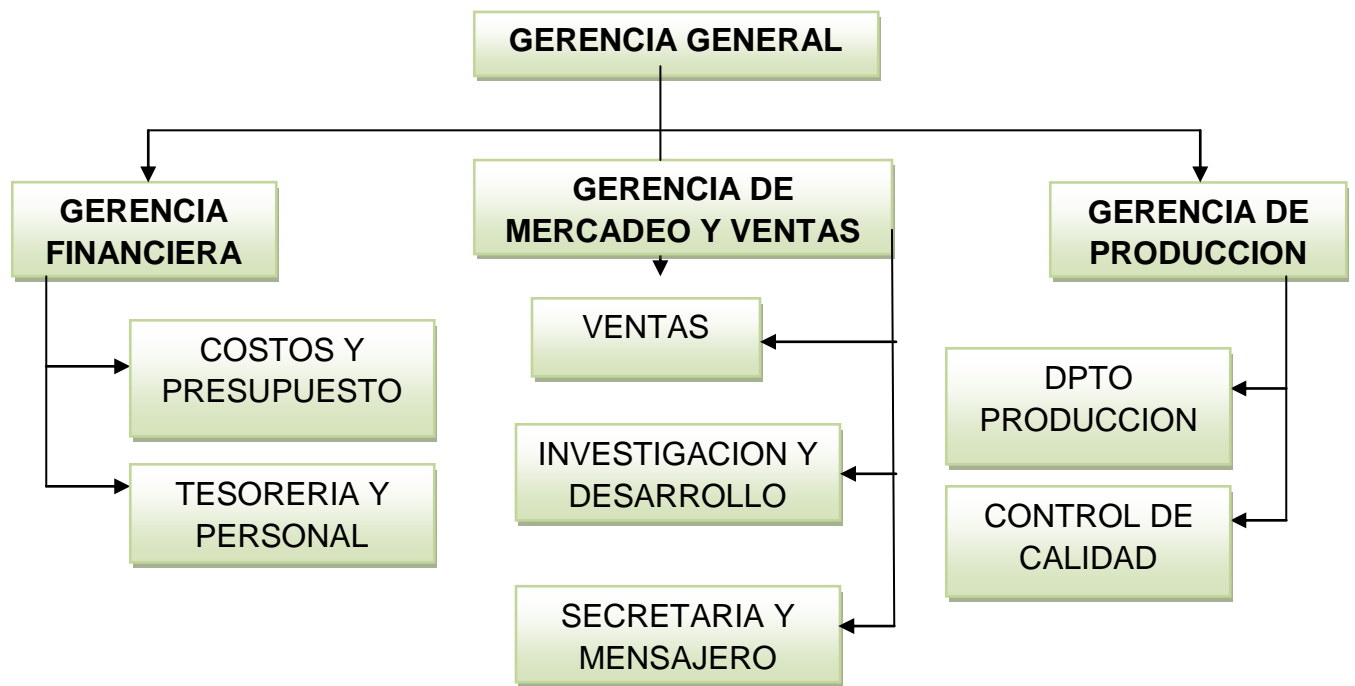 GERENCIA GENERAL
GERENCIA
FINANCIERA
GERENCIA DE
MERCADEO Y VENTAS
GERENCIA DE
PRODUCCION
COSTOS Y
PRESUPUESTO
TESORERIA Y
PERSONAL
VENTAS
INVESTIGACION Y
DESARROLLO
SECRETARIA Y
MENSAJERO
DPTO
PRODUCCION
CONTROL DE
CALIDAD